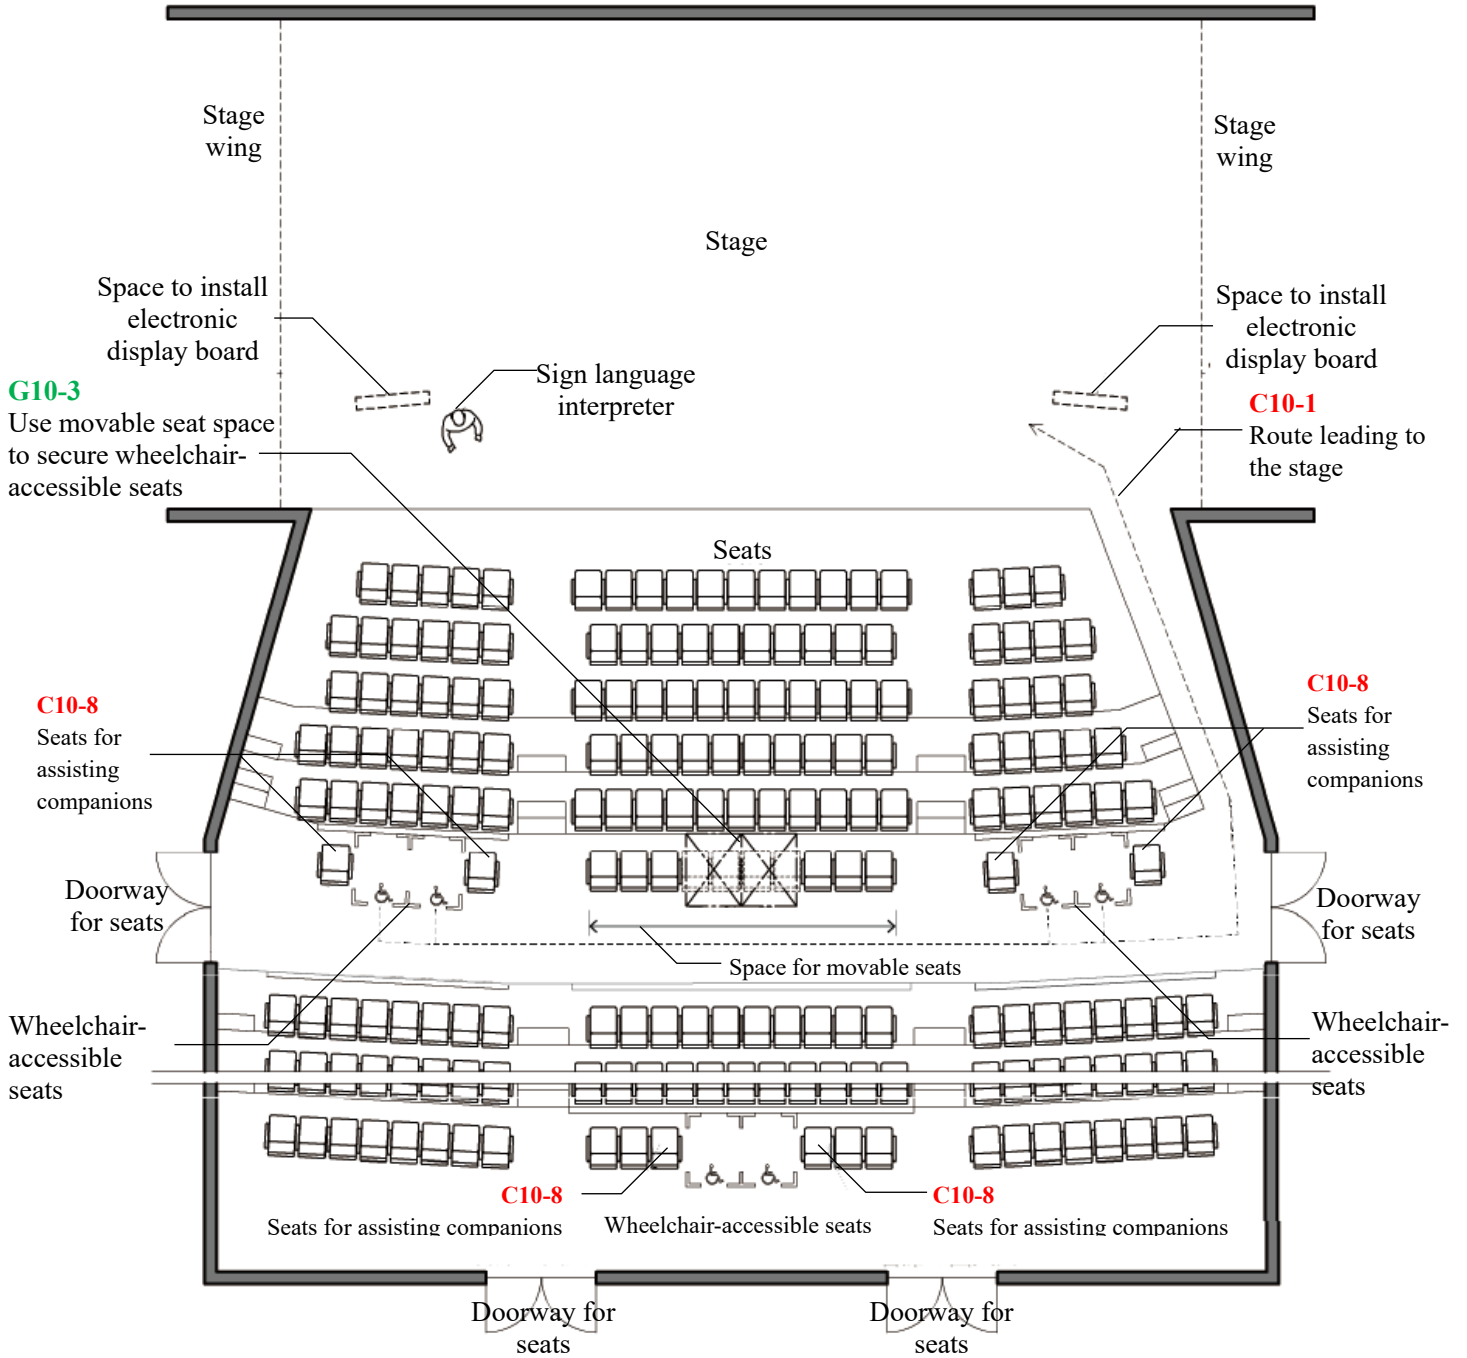 Stage
wing
Stage
wing
Stage
Space to install
electronic
display board
Space to install
electronic
display board
Sign language
interpreter
G10-3
Use movable seat space
to secure wheelchair-
accessible seats
C10-1
Route leading to
the stage
Seats
C10-8
Seats for
assisting
companions
C10-8
Seats for
assisting
companions
Doorway
for seats
Doorway
for seats
Space for movable seats
Wheelchair-
accessible
seats
Wheelchair-
accessible
seats
C10-8
Seats for assisting companions
Wheelchair-accessible seats
C10-8
Seats for assisting companions
Doorway for
seats
Doorway for
seats